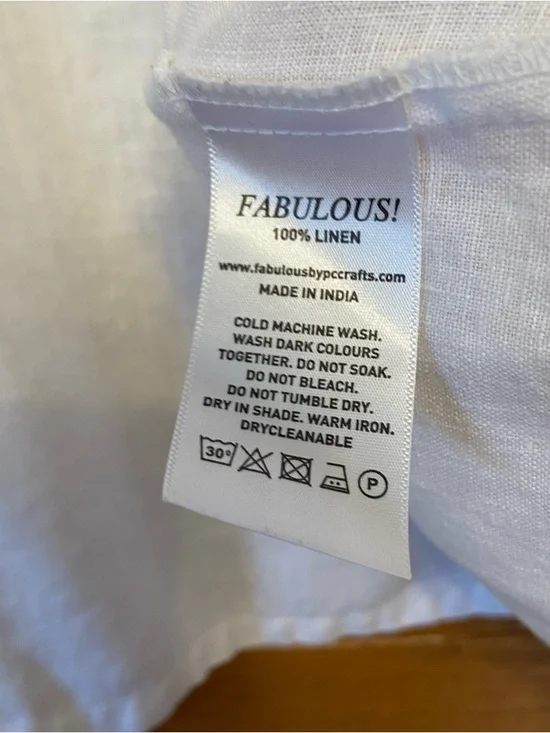 FABULOUS!
100% LINEN
www.fabulousbypccrafts.com
MADE IN INDIA
COLD MACHINE WASH.
WASH DARK COLOURS
TOGETHER. DO NOT SOAK.
DO NOT BLEACH.
DO NOT TUMBLE DRY.
DRY IN SHADE. WARM IRON.
DRYCLEANABLE
30° P